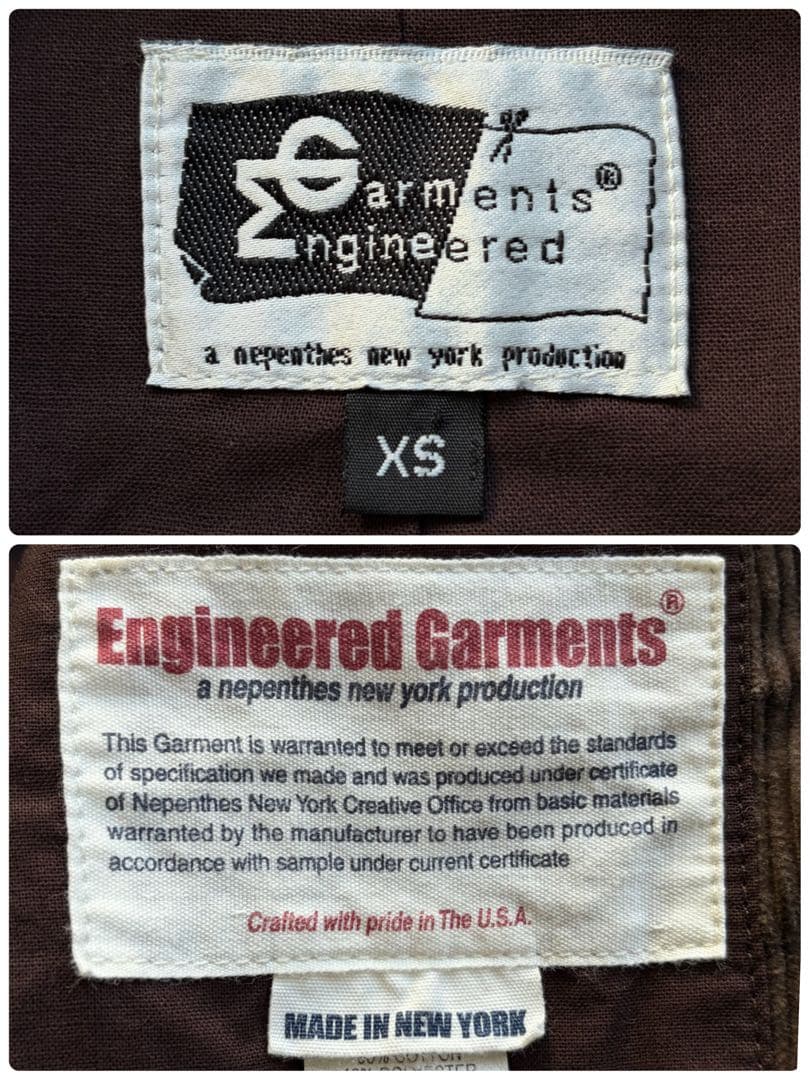 Garments®
Engineered
a nepenthes new york production
XS
Engineered Garments®
a nepenthes new york production
This Garment is warranted to meet or exceed the standards
of specification we made and was produced under certificate
of Nepenthes New York Creative Office from basic materials
warranted by the manufacturer to have been produced in
accordance with sample under current certificate
Crafted with pride in The U.S.A.
MADE IN NEW YORK
COTTON
POLYESTER